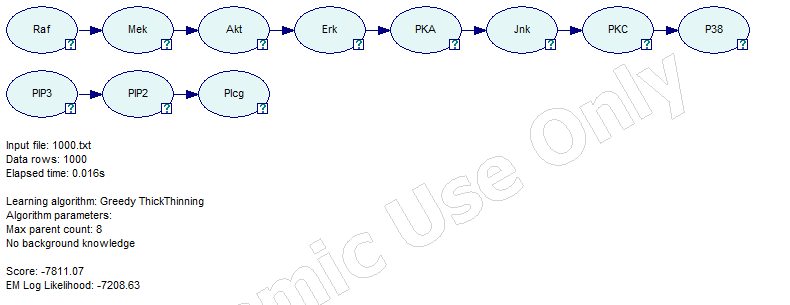 Raf Mek Akt Erk PKA Jnk PKC P38
? ? ? ? ? ? ? ?
PIP3 PIP2 Plcg
? ? ?
Input file: 1000.txt
Data rows: 1000
Elapsed time: 0.016s
Learning algorithm: Greedy ThickThinning
Algorithm parameters:
Max parent count: 8
No background knowledge
Score: -7811.07
EM Log Likelihood: -7208.63
emic Use Only